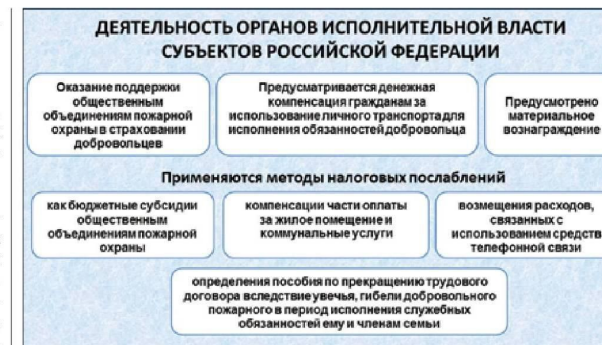 ДЕЯТЕЛЬНОСТЬ ОРГАНОВ ИСПОЛНИТЕЛЬНОЙ ВЛАСТИ
СУБЪЕКТОВ РОССИЙСКОЙ ФЕДЕРАЦИИ
Оказание поддержки
общественным
объединениям пожарной
охраны в страховании
добровольцев
Предусматривается денежная
компенсация гражданам за
использование личного транспорта для
исполнения обязанностей добровольца
Предусмотрено
материальное
вознаграждение
Применяются методы налоговых послаблений
как бюджетные субсидии
общественным
объединениям пожарной
охраны
компенсации части оплаты
за жилое помещение и
коммунальные услуги
возмещения расходов,
связанных с
использованием средств
телефонной связи
определения пособия по прекращению трудового
договора вследствие увечья, гибели добровольного
пожарного в период исполнения служебных
обязанностей ему и членам семьи